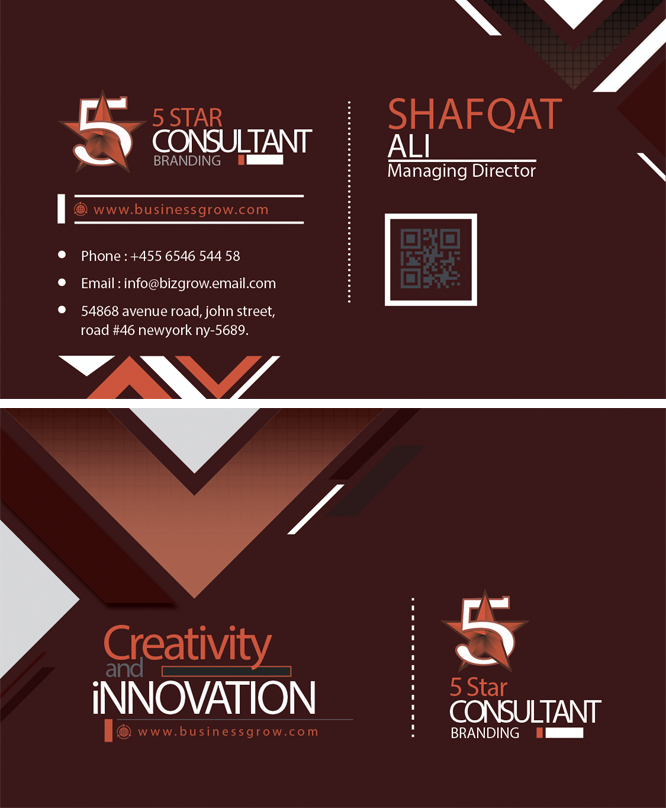 5
5 STAR
CONSULTANT
BRANDING
www.businessgrow.com
Phone : +455 6546 544 58
Email : info@bizgrow.email.com
54868 avenue road, john street,
road #46 newyork ny-5689.
SHAFQAT
ALI
Managing Director
Creativity
and
iNNOVATION
www.businessgrow.com
5
5 Star
CONSULTANT
BRANDING